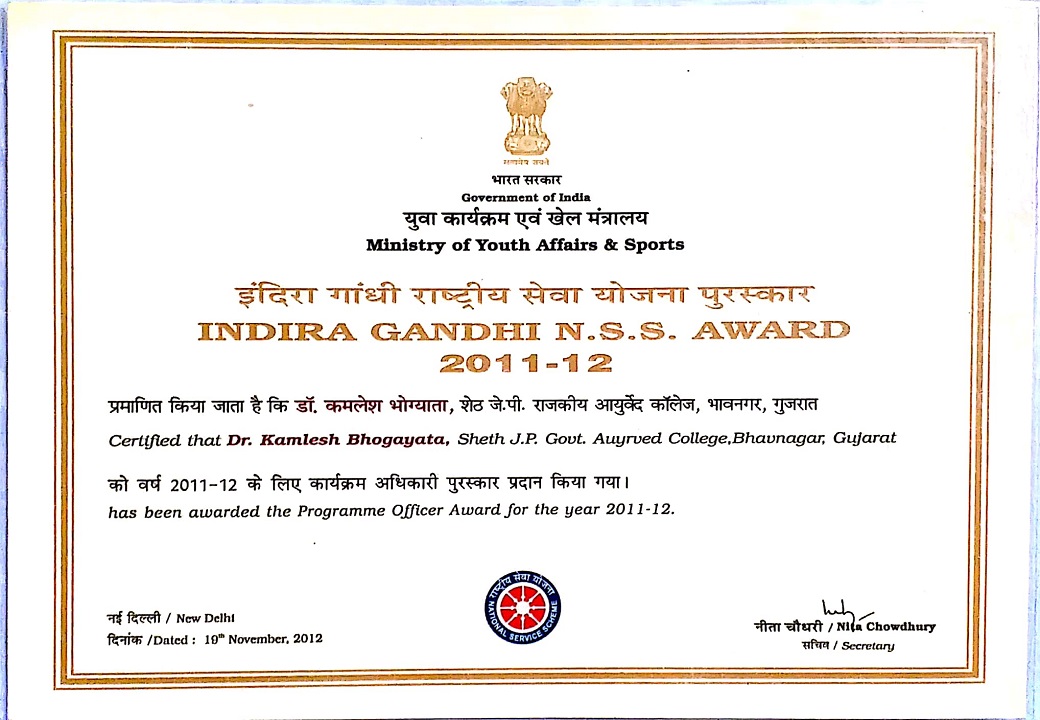 सत्यमेव जयते
भारत सरकार
Government of India
युवा कार्यक्रम एवं खेल मंत्रालय
Ministry of Youth Affairs & Sports
इंदिरा गांधी राष्ट्रीय सेवा योजना पुरस्कार
INDIRA GANDHI N.S.S. AWARD
2011-12
प्रमाणित किया जाता है कि डॉ. कमलेश भोग्याता, शेठ जे.पी. राजकीय आयुर्वेद कॉलेज, भावनगर, गुजरात
Certified that Dr. Kamlesh Bhogayata, Sheth J.P. Govt. Auyrved College,Bhavnagar, Gujarat
को वर्ष 2011-12 के लिए कार्यक्रम अधिकारी पुरस्कार प्रदान किया गया।
has been awarded the Programme Officer Award for the year 2011-12.
राष्ट्रीय सेवा योजना
NATIONAL SERVICE SCHEME
नई दिल्ली / New Delhi
दिनांक /Dated : 19th November, 2012
नीता चौधरी / Nita Chowdhury
सचिव / Secretary